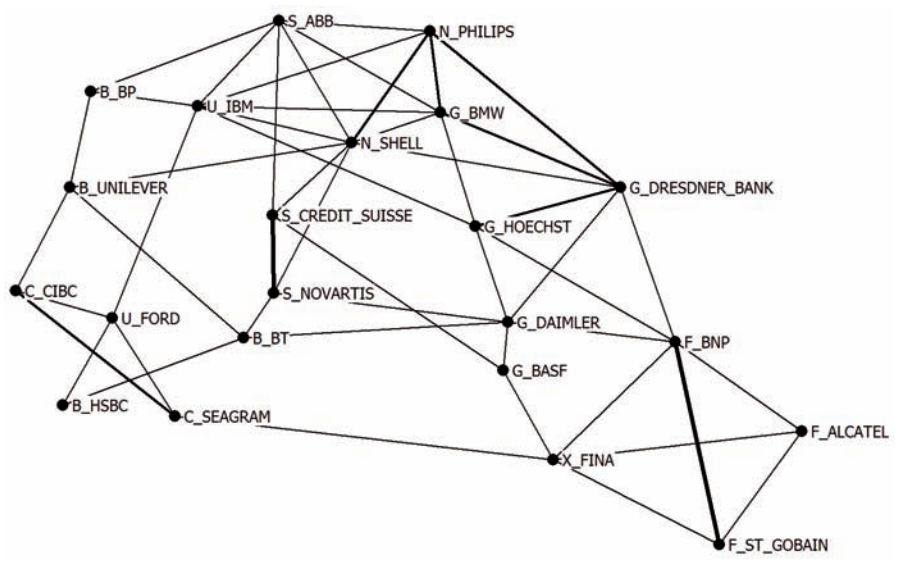 S_ABB
N_PHILIPS
B_BP
U_IBM
G_BMW
N_SHELL
B_UNILEVER
G_DRESDNER_BANK
S_CREDIT_SUISSE
G_HOECHST
C_CIBC
S_NOVARTIS
U_FORD
G_DAIMLER
B_BT
F_BNP
G_BASF
B_HSBC
C_SEAGRAM
F_ALCATEL
X_FINA
F_ST_GOBAIN